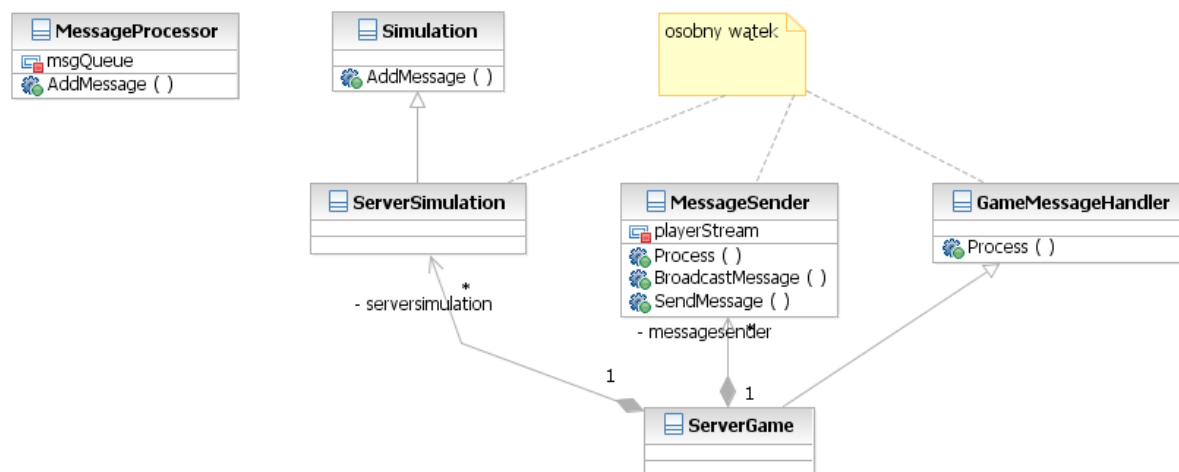 MessageProcessor
msgQueue
AddMessage ( )
Simulation
AddMessage ( )
osobny wątek
ServerSimulation
MessageSender
playerStream
Process ( )
BroadcastMessage ( )
SendMessage ( )
GameMessageHandler
Process ( )
*
- serversimulation
- messagesender
*
1
1
ServerGame